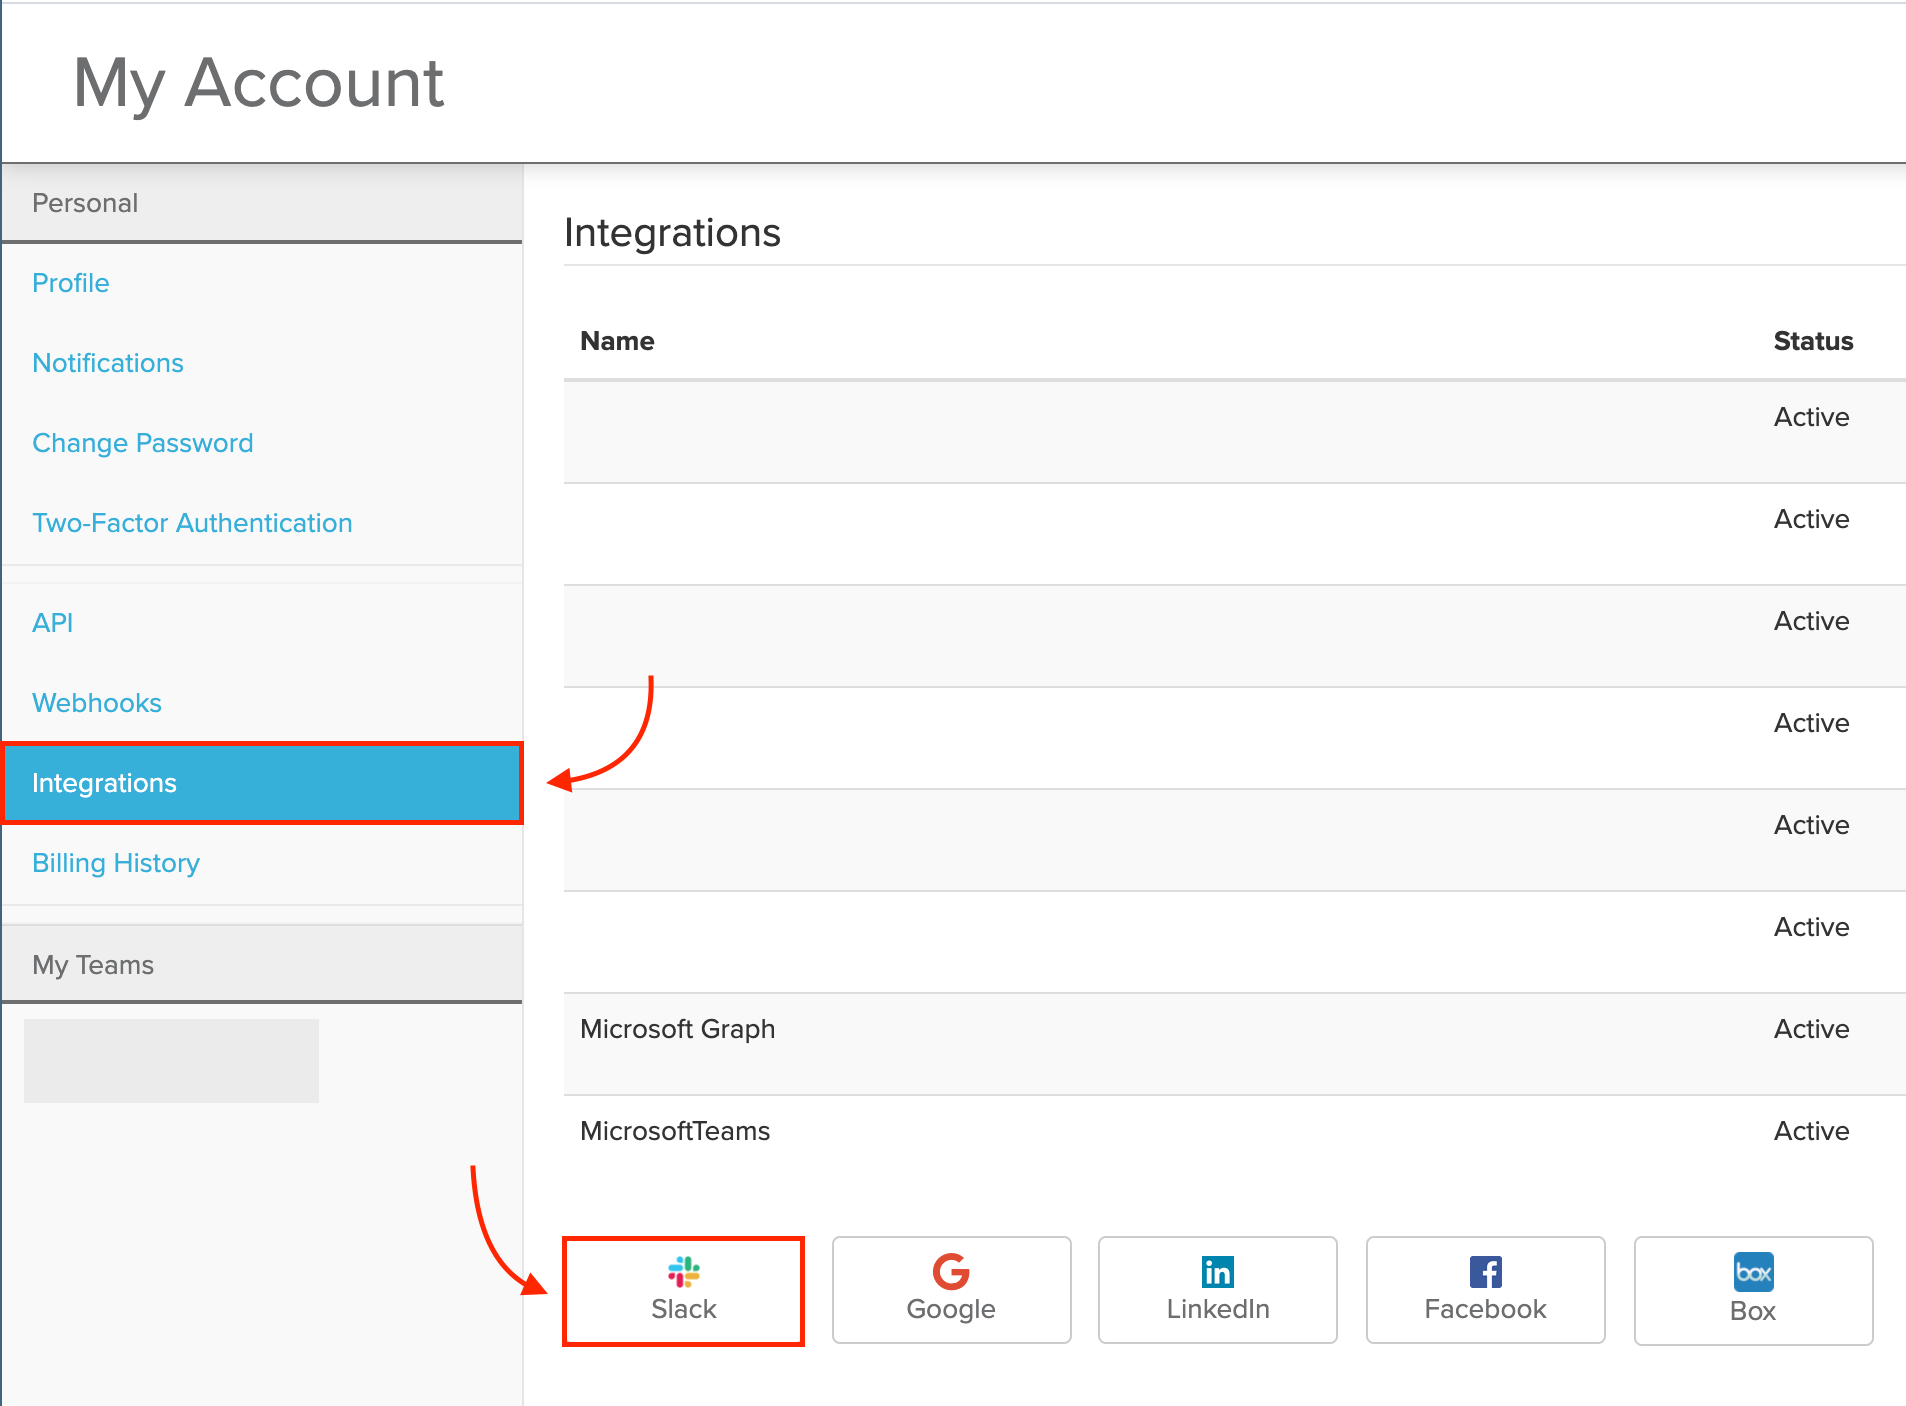 My Account
Personal
Profile
Notifications
Change Password
Two-Factor Authentication
API
Webhooks
Integrations
Billing History
My Teams
Integrations
Name Status
Active
Active
Active
Active
Active
Active
Microsoft Graph Active
MicrosoftTeams Active
Slack
G
Google
in
LinkedIn
f
Facebook
box
Box